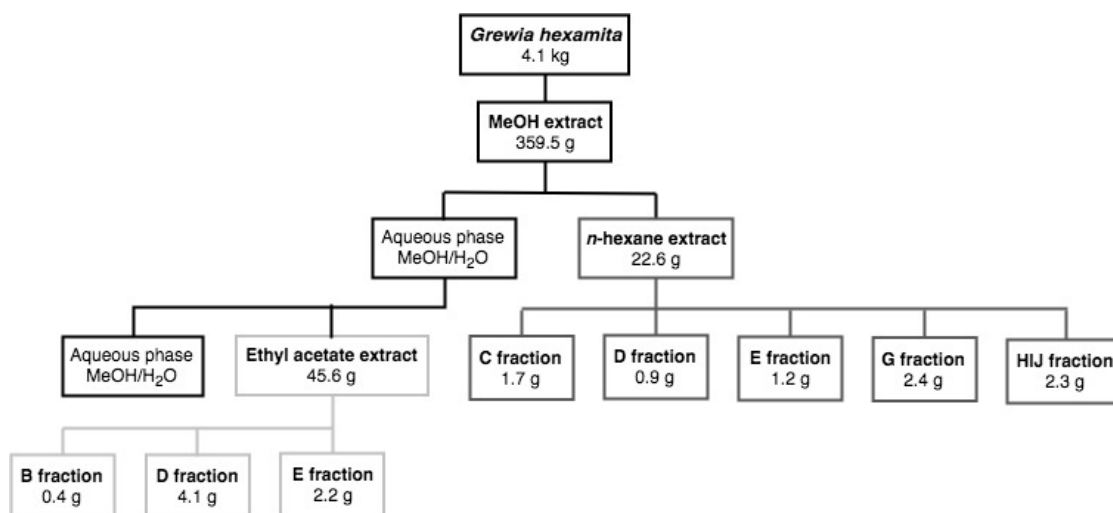 Grewia hexamita
4.1 kg
MeOH extract
359.5 g
Aqueous phase
MeOH/H₂O
n-hexane extract
22.6 g
Aqueous phase
MeOH/H₂O
Ethyl acetate extract
45.6 g
C fraction
1.7 g
D fraction
0.9 g
E fraction
1.2 g
G fraction
2.4 g
HIJ fraction
2.3 g
B fraction
0.4 g
D fraction
4.1 g
E fraction
2.2 g